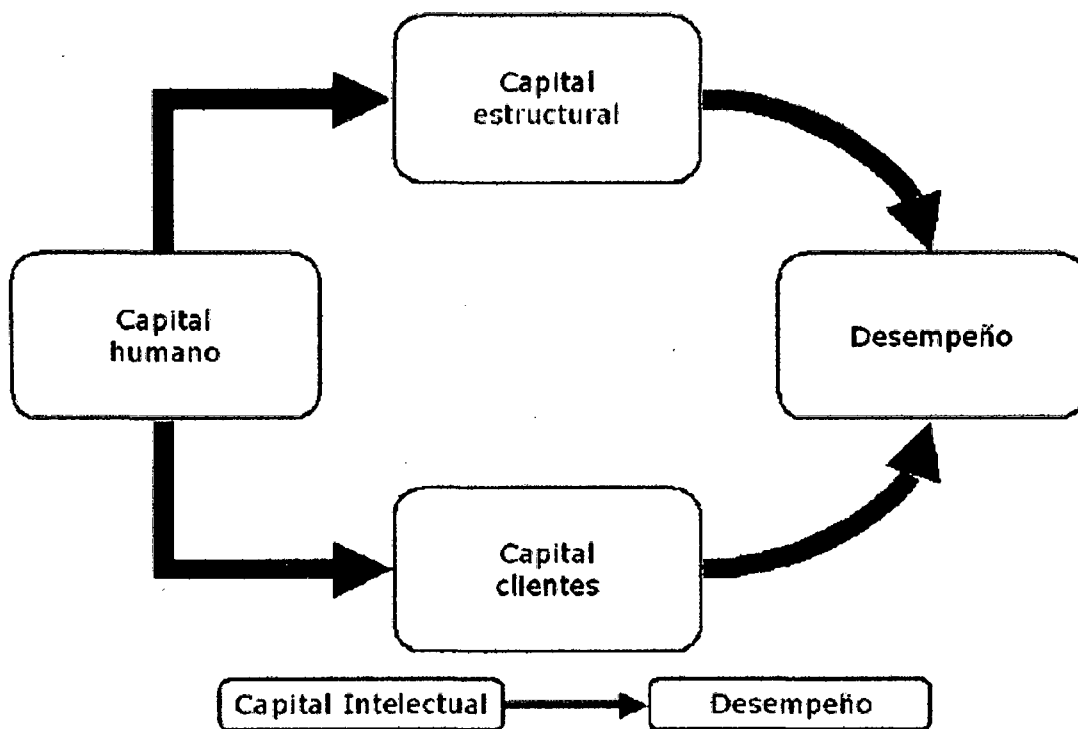 Capital
estructural
Capital
humano
Desempeño
Capital
clientes
Capital Intelectual
Desempeño